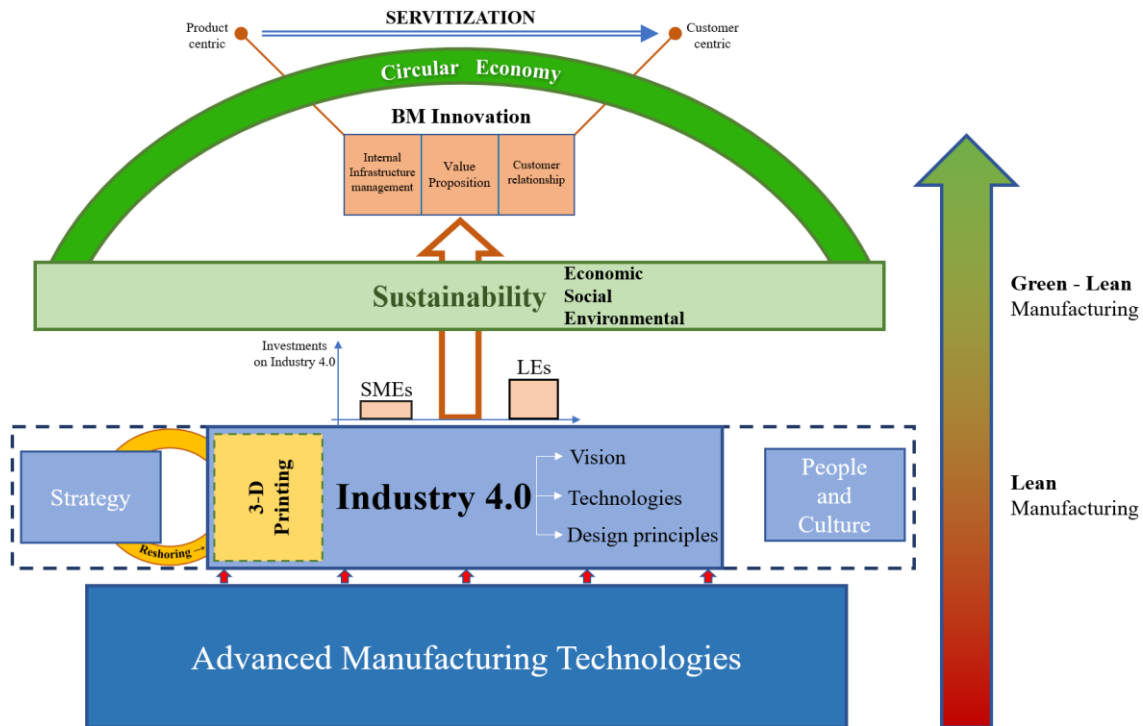 SERVITIZATION
Product
centric
Customer
centric
Circular Economy
BM Innovation
Internal
Infrastructure
management
Value
Proposition
Customer
relationship
Sustainability
Economic
Social
Environmental
Green - Lean
Manufacturing
Investments
on Industry 4.0
SMEs
LEs
Strategy
Reshoring
3-D
Printing
Industry 4.0
Vision
Technologies
Design principles
People
and
Culture
Lean
Manufacturing
Advanced Manufacturing Technologies